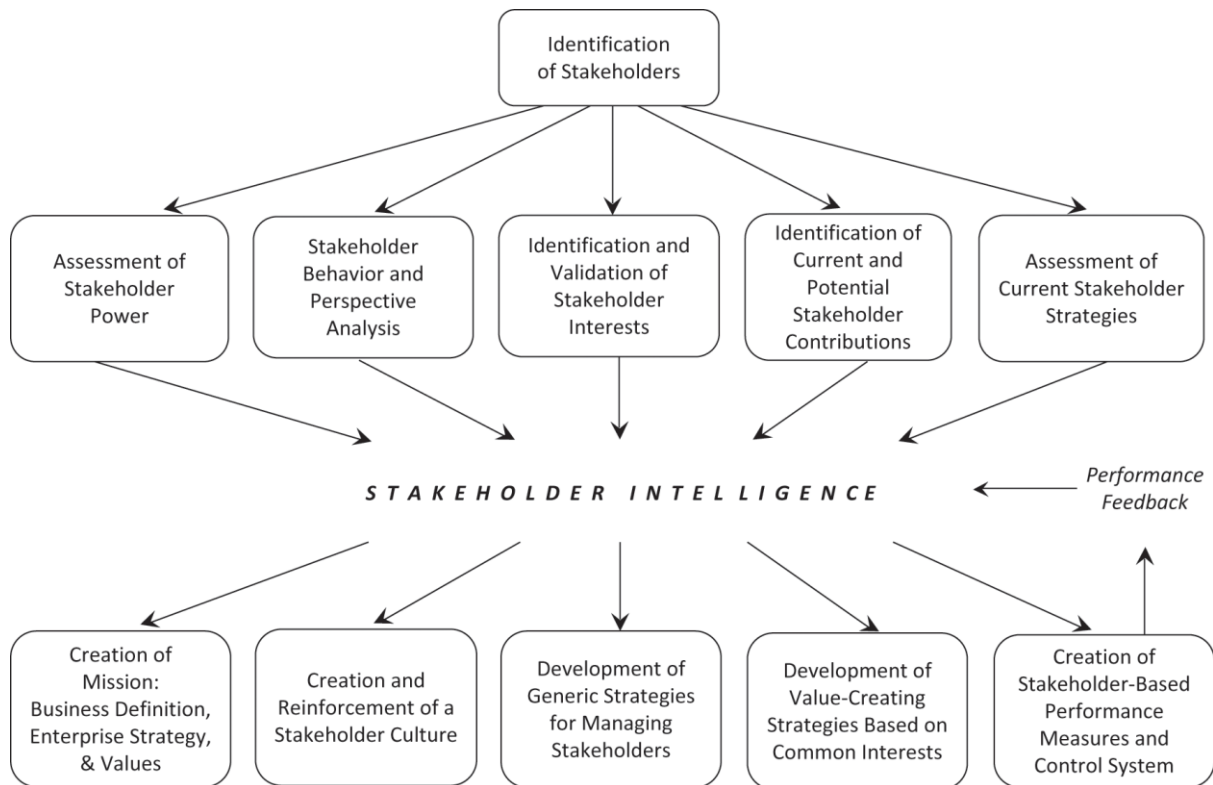 Identification
of Stakeholders
Assessment of
Stakeholder
Power
Stakeholder
Behavior and
Perspective
Analysis
Identification and
Validation of
Stakeholder
Interests
Identification of
Current and
Potential
Stakeholder
Contributions
Assessment of
Current Stakeholder
Strategies
STAKEHOLDER INTELLIGENCE
Performance
Feedback
Creation of
Mission:
Business Definition,
Enterprise Strategy,
& Values
Creation and
Reinforcement of a
Stakeholder Culture
Development of
Generic Strategies
for Managing
Stakeholders
Development of
Value-Creating
Strategies Based on
Common Interests
Creation of
Stakeholder-Based
Performance
Measures and
Control System